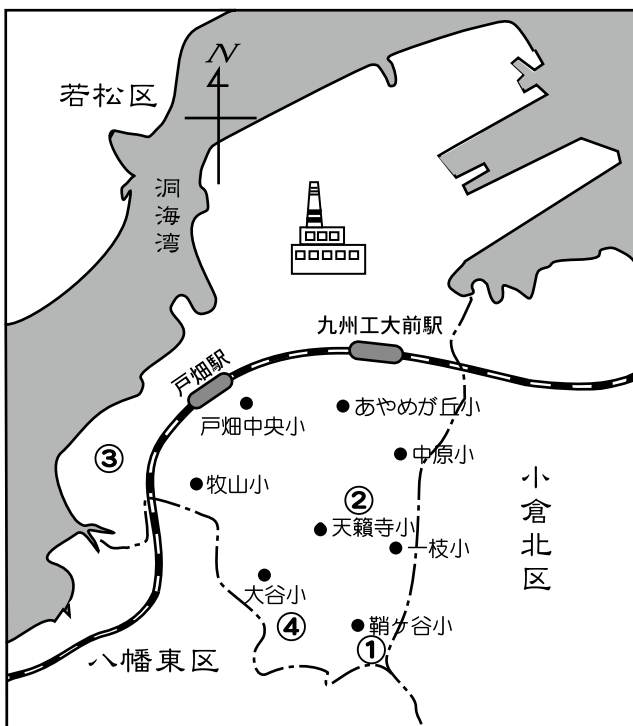 N
若松区
洞海湾
九州工大前駅
戸畑駅
戸畑中央小
あやめが丘小
中原小
③
牧山小
②
天籟寺小
一枝小
小倉北区
大谷小
④
鞘ヶ谷小
①
八幡東区